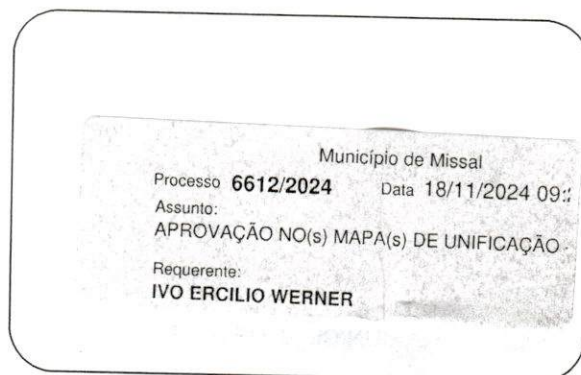 Município de Missal
Processo 6612/2024 Data 18/11/2024 09:
Assunto:
APROVAÇÃO NO(s) MAPA(s) DE UNIFICAÇÃO
Requerente:
IVO ERCILIO WERNER